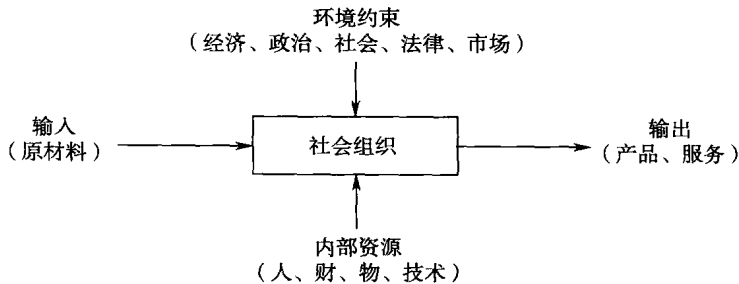 环境约束
（经济、政治、社会、法律、市场）
输入
（原材料）
社会组织
输出
（产品、服务）
内部资源
（人、财、物、技术）